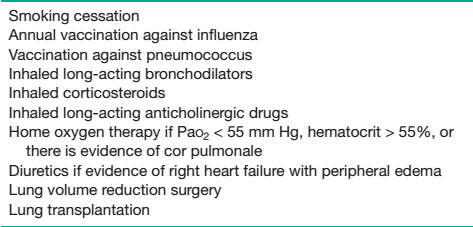 Smoking cessation
Annual vaccination against influenza
Vaccination against pneumococcus
Inhaled long-acting bronchodilators
Inhaled corticosteroids
Inhaled long-acting anticholinergic drugs
Home oxygen therapy if Pao₂ < 55 mm Hg, hematocrit > 55%, or
there is evidence of cor pulmonale
Diuretics if evidence of right heart failure with peripheral edema
Lung volume reduction surgery
Lung transplantation